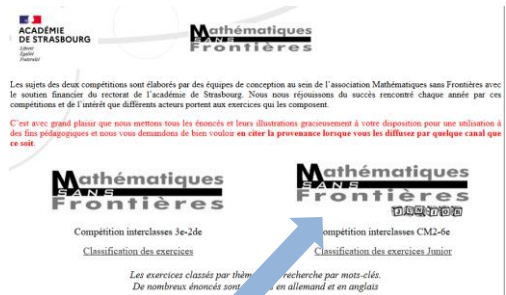 ACADÉMIE
DE STRASBOURG
Liberté
Égalité
Fraternité
Mathématiques
SANS
Frontières
Les sujets des deux compétitions sont élaborés par des équipes de conception au sein de l'association Mathématiques sans Frontières avec
le soutien financier du rectorat de l'académie de Strasbourg. Nous nous réjouissons du succès rencontré chaque année par ces
compétitions et de l'intérêt que différents acteurs portent aux exercices qui les composent.
C'est avec grand plaisir que nous mettons tous les énoncés et leurs illustrations gracieusement à votre disposition pour une utilisation à
des fins pédagogiques et nous vous demandons de bien vouloir en citer la provenance lorsque vous les diffusez par quelque canal que
ce soit.
Mathématiques
SANS
Frontières
Mathématiques
SANS
Frontières
JUNIOR
Compétition interclasses 3e-2de
Compétition interclasses CM2-6e
Classification des exercices
Classification des exercices Junior
Les exercices classés par thème recherche par mots-clés.
De nombreux énoncés sont en allemand et en anglais